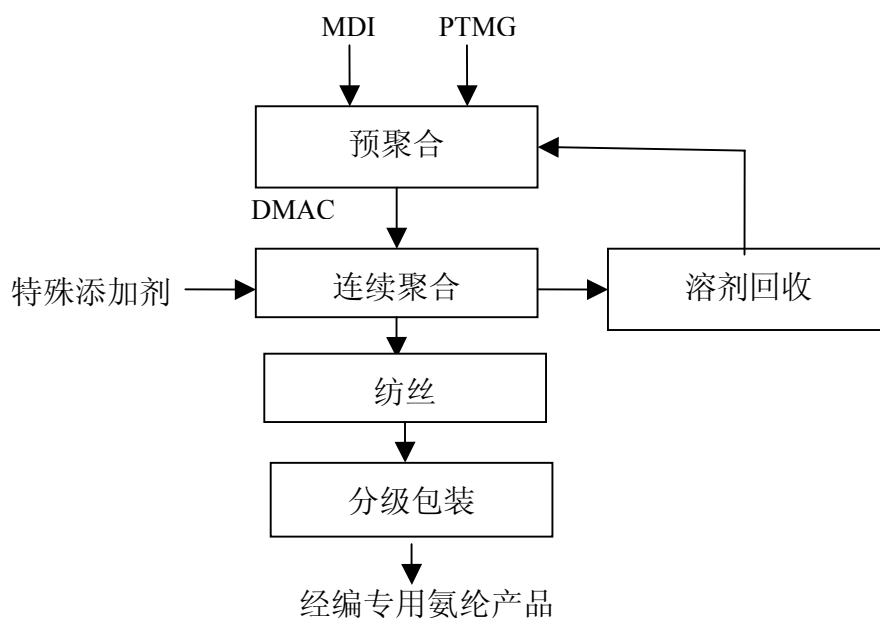 MDI PTMG
预聚合
DMAC
特殊添加剂 连续聚合 溶剂回收
纺丝
分级包装
经编专用氨纶产品